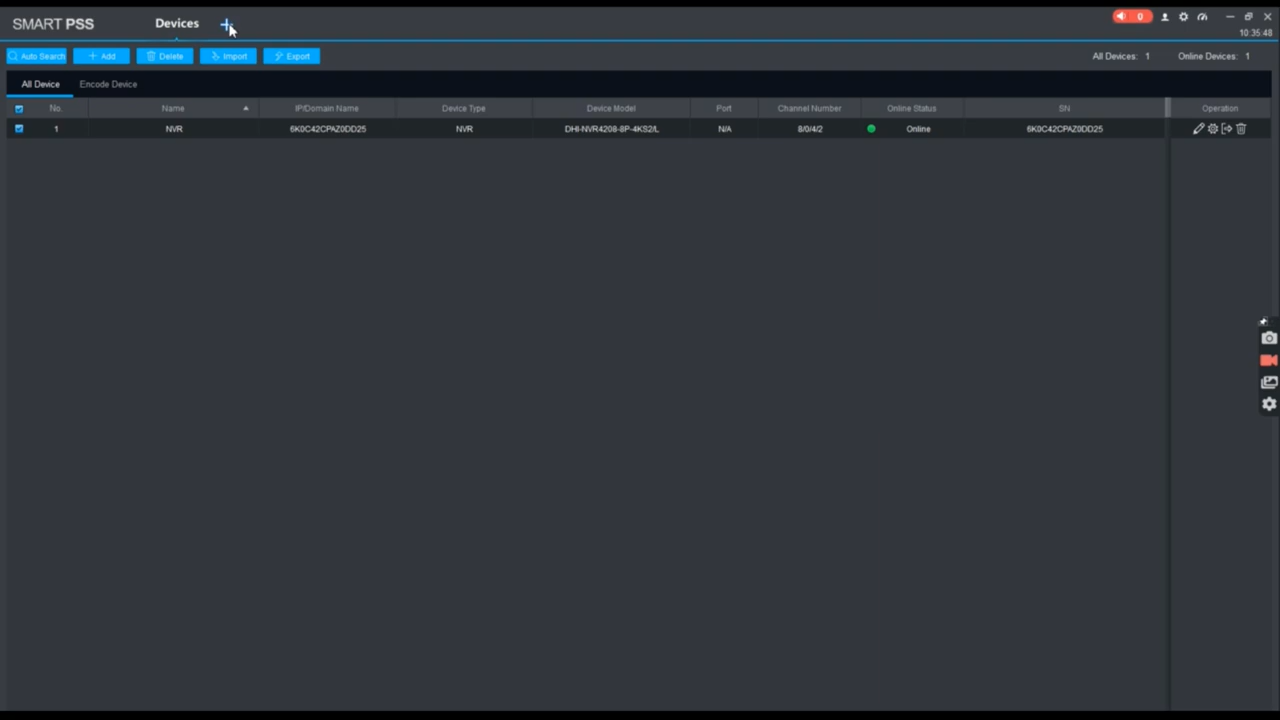 SMART PSS Devices
0
10:35:48
Auto Search Add Delete Import Export All Devices: 1 Online Devices: 1
All Device Encode Device
No. Name IP/Domain Name Device Type Device Model Port Channel Number Online Status SN Operation
1 NVR 6K0C42CPAZ0DD25 NVR DHI-NVR4208-8P-4KS2/L N/A 8/0/4/2 Online 6K0C42CPAZ0DD25